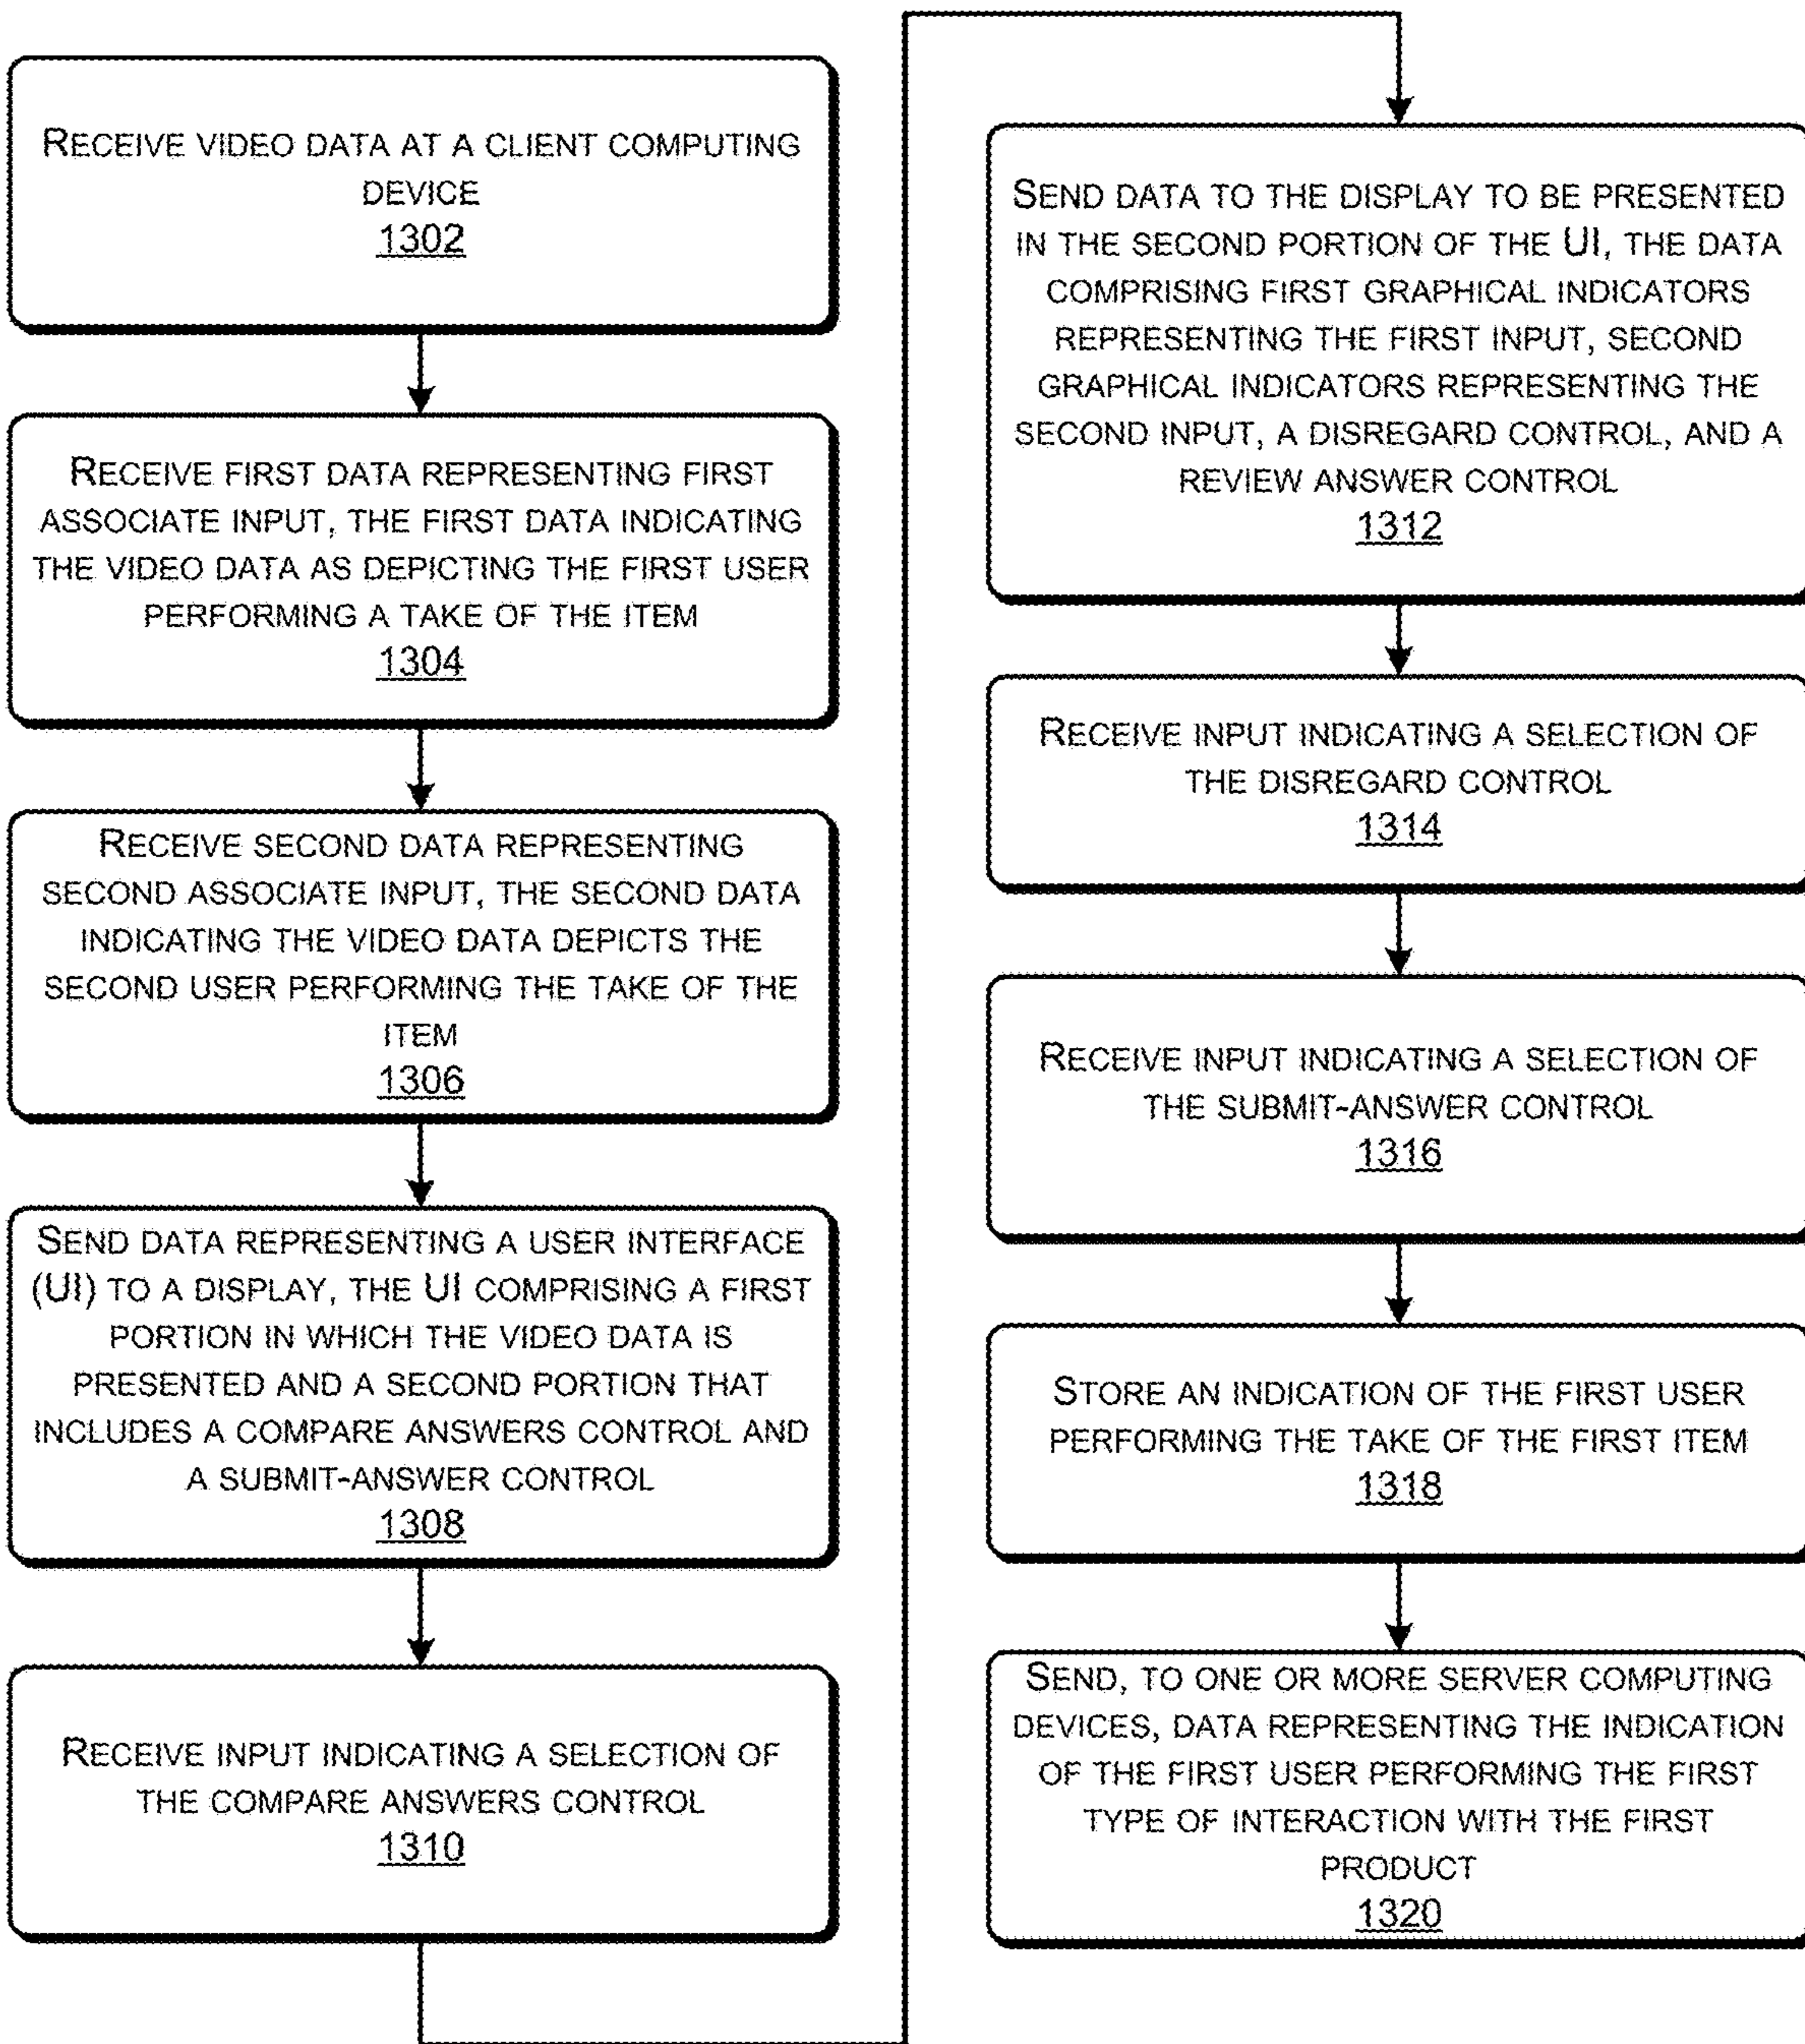 RECEIVE VIDEO DATA AT A CLIENT COMPUTING
DEVICE
1302
RECEIVE FIRST DATA REPRESENTING FIRST
ASSOCIATE INPUT, THE FIRST DATA INDICATING
THE VIDEO DATA AS DEPICTING THE FIRST USER
PERFORMING A TAKE OF THE ITEM
1304
RECEIVE SECOND DATA REPRESENTING
SECOND ASSOCIATE INPUT, THE SECOND DATA
INDICATING THE VIDEO DATA DEPICTS THE
SECOND USER PERFORMING THE TAKE OF THE
ITEM
1306
SEND DATA REPRESENTING A USER INTERFACE
(UI) TO A DISPLAY, THE UI COMPRISING A FIRST
PORTION IN WHICH THE VIDEO DATA IS
PRESENTED AND A SECOND PORTION THAT
INCLUDES A COMPARE ANSWERS CONTROL AND
A SUBMIT-ANSWER CONTROL
1308
RECEIVE INPUT INDICATING A SELECTION OF
THE COMPARE ANSWERS CONTROL
1310
SEND DATA TO THE DISPLAY TO BE PRESENTED
IN THE SECOND PORTION OF THE UI, THE DATA
COMPRISING FIRST GRAPHICAL INDICATORS
REPRESENTING THE FIRST INPUT, SECOND
GRAPHICAL INDICATORS REPRESENTING THE
SECOND INPUT, A DISREGARD CONTROL, AND A
REVIEW ANSWER CONTROL
1312
RECEIVE INPUT INDICATING A SELECTION OF
THE DISREGARD CONTROL
1314
RECEIVE INPUT INDICATING A SELECTION OF
THE SUBMIT-ANSWER CONTROL
1316
STORE AN INDICATION OF THE FIRST USER
PERFORMING THE TAKE OF THE FIRST ITEM
1318
SEND, TO ONE OR MORE SERVER COMPUTING
DEVICES, DATA REPRESENTING THE INDICATION
OF THE FIRST USER PERFORMING THE FIRST
TYPE OF INTERACTION WITH THE FIRST
PRODUCT
1320